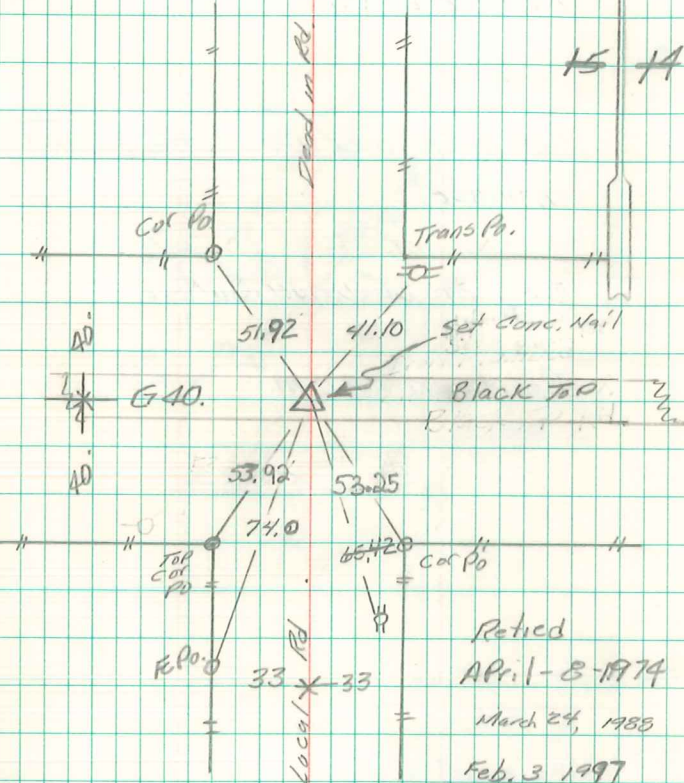 Dead in Rd.
15 14
Cor Po
Trans Po.
51.92 41.10
Set Conc. Nail
40'
G40.
Black Top
40'
53.92' 53.25
74.0
65.42
Top
Cor
Po
Cor Po
Fe Po.
33 33
Local Rd
Retied
April-8-1974
March 24, 1988
Feb. 3 1997